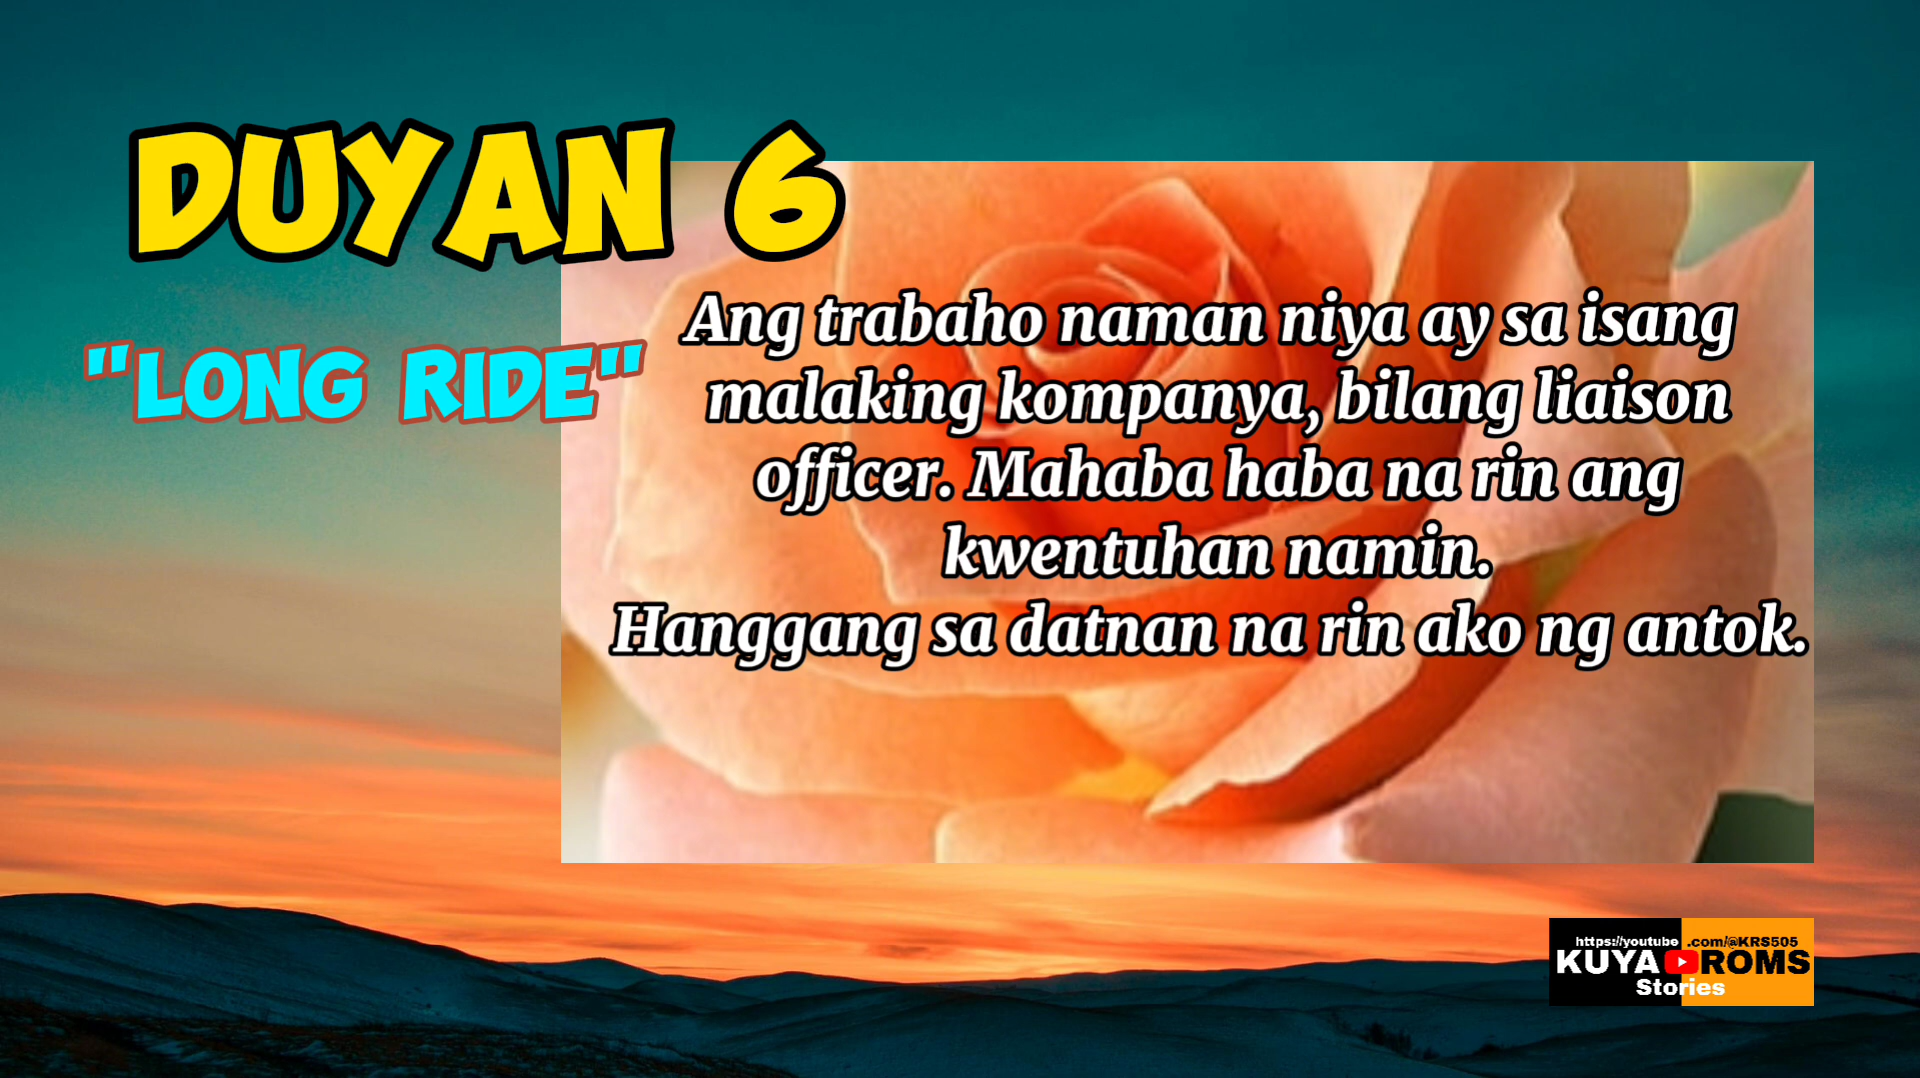 DUYAN 6
"LONG RIDE"
Ang trabaho naman niya ay sa isang
malaking kompanya, bilang liaison
officer. Mahaba haba na rin ang
kwentuhan namin.
Hanggang sa datnan na rin ako ng antok.
https://youtube.com/@KRS505
KUYA ROMS
Stories